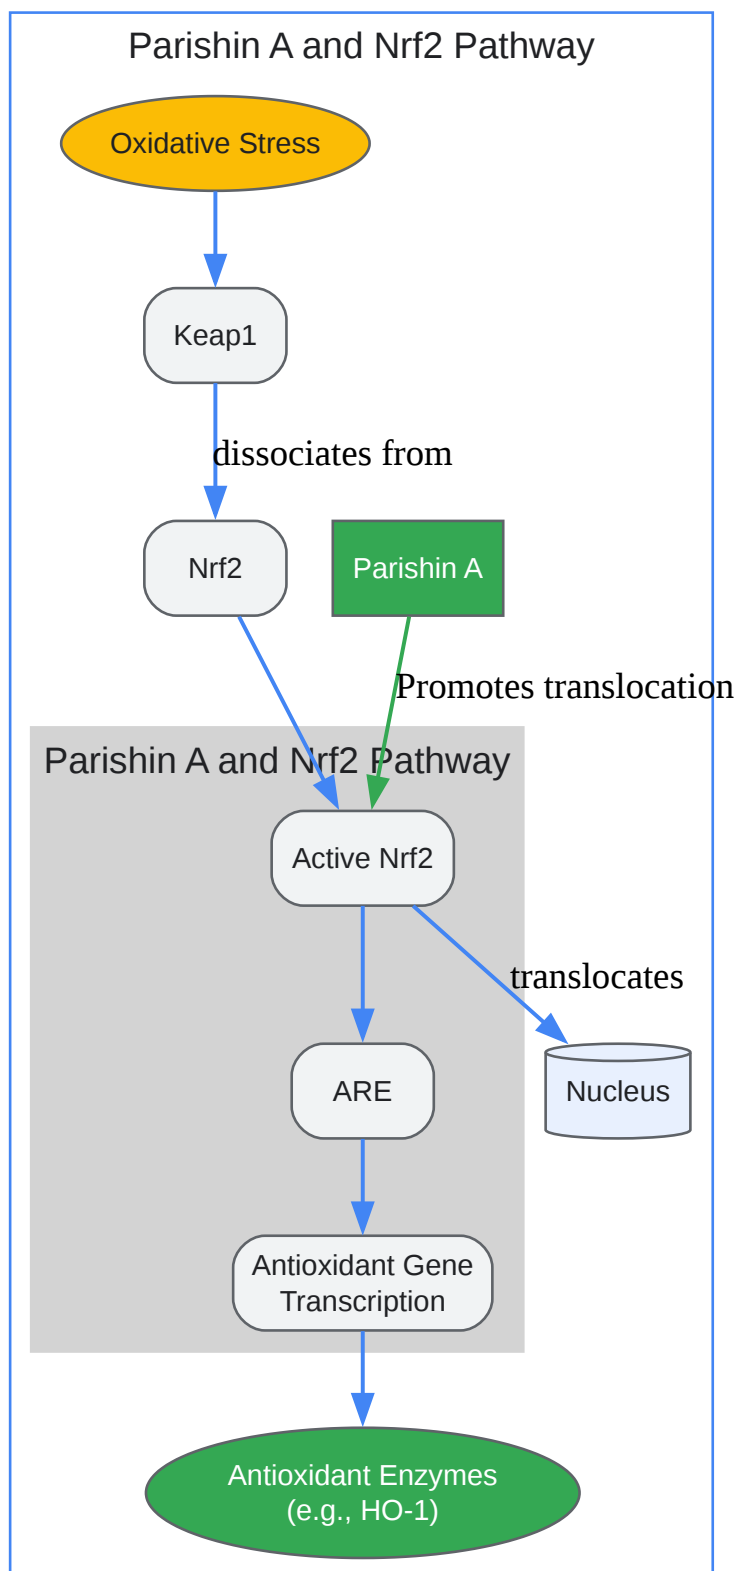 Parishin A and Nrf2 Pathway
Oxidative Stress
Keap1
dissociates from
Nrf2
Parishin A
Promotes translocation
Parishin A and Nrf2 Pathway
Active Nrf2
translocates
ARE
Nucleus
Antioxidant Gene
Transcription
Antioxidant Enzymes
(e.g., HO-1)